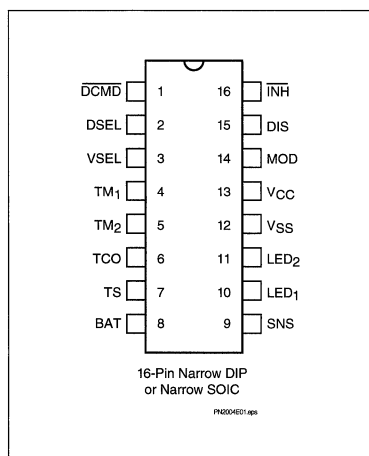 DCMD 1 16 INH
DSEL 2 15 DIS
VSEL 3 14 MOD
TM1 4 13 VCC
TM2 5 12 VSS
TCO 6 11 LED2
TS 7 10 LED1
BAT 8 9 SNS
16-Pin Narrow DIP
or Narrow SOIC
PN2004E01.eps